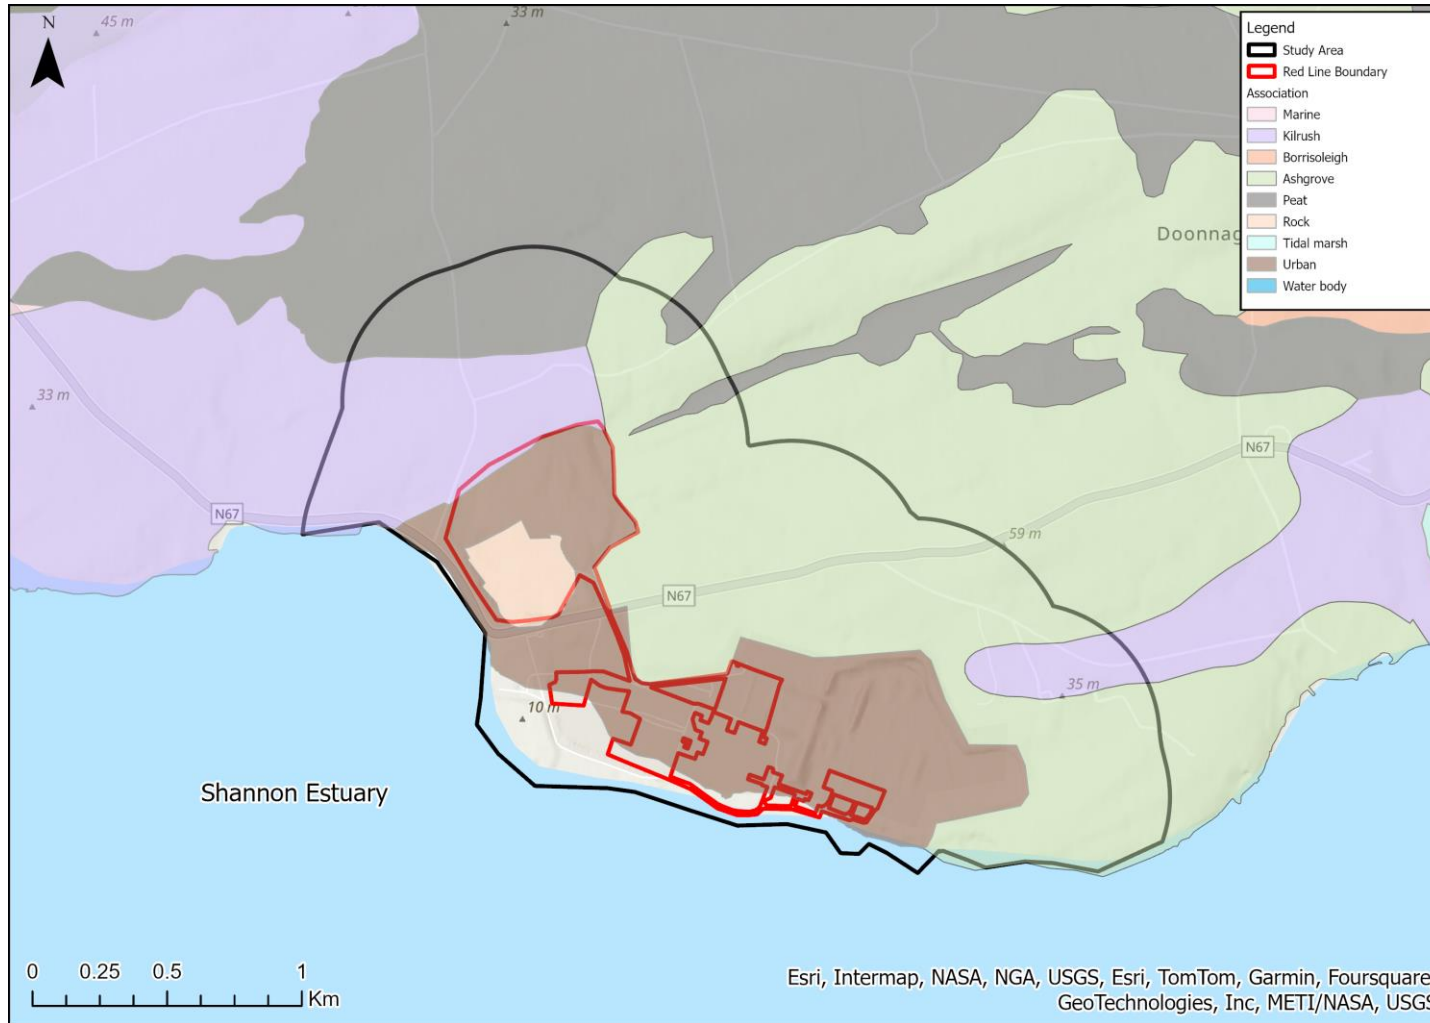 45 m
33 m
N
Legend
Study Area
Red Line Boundary
Association
Marine
Kilrush
Borrisoleigh
Ashgrove
Peat
Rock
Tidal marsh
Urban
Water body
Doonnag
33 m
N67
N67
59 m
N67
35 m
10 m
Shannon Estuary
0 0.25 0.5 1
Km
Esri, Intermap, NASA, NGA, USGS, Esri, TomTom, Garmin, Foursquare,
GeoTechnologies, Inc, METI/NASA, USGS